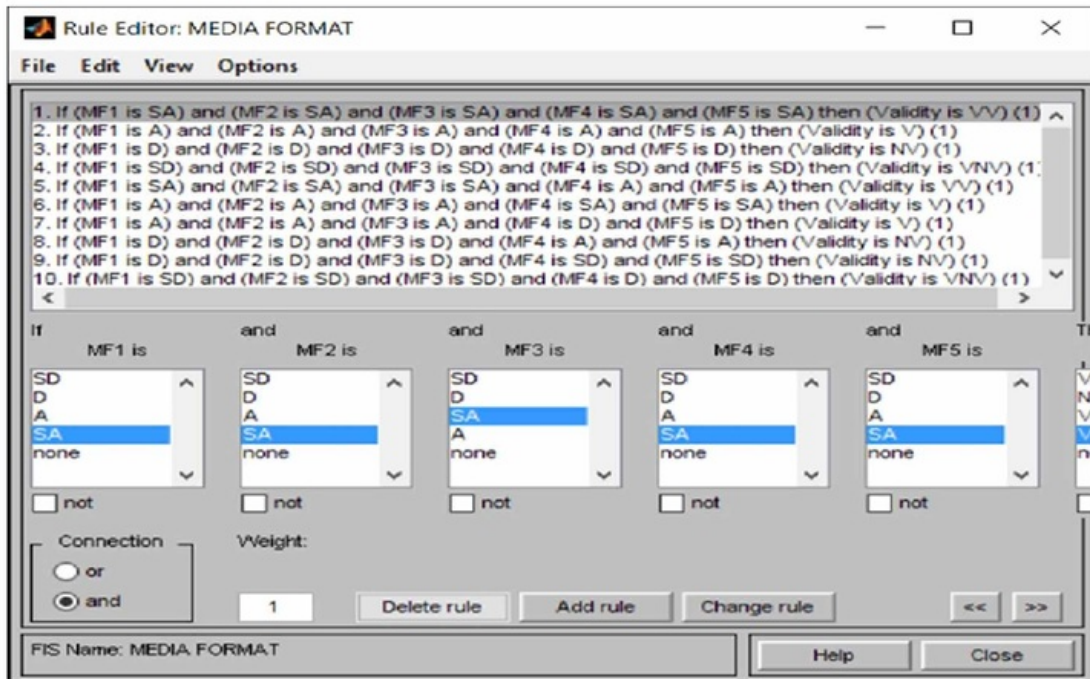 Rule Editor: MEDIA FORMAT
File Edit View Options
1. If (MF1 is SA) and (MF2 is SA) and (MF3 is SA) and (MF4 is SA) and (MF5 is SA) then (Validity is VV) (1)
2. If (MF1 is A) and (MF2 is A) and (MF3 is A) and (MF4 is A) and (MF5 is A) then (Validity is V) (1)
3. If (MF1 is D) and (MF2 is D) and (MF3 is D) and (MF4 is D) and (MF5 is D) then (Validity is NV) (1)
4. If (MF1 is SD) and (MF2 is SD) and (MF3 is SD) and (MF4 is SD) and (MF5 is SD) then (Validity is VNV) (1)
5. If (MF1 is SA) and (MF2 is SA) and (MF3 is SA) and (MF4 is A) and (MF5 is A) then (Validity is VV) (1)
6. If (MF1 is A) and (MF2 is A) and (MF3 is A) and (MF4 is SA) and (MF5 is SA) then (Validity is V) (1)
7. If (MF1 is A) and (MF2 is A) and (MF3 is A) and (MF4 is D) and (MF5 is D) then (Validity is V) (1)
8. If (MF1 is D) and (MF2 is D) and (MF3 is D) and (MF4 is A) and (MF5 is A) then (Validity is NV) (1)
9. If (MF1 is D) and (MF2 is D) and (MF3 is D) and (MF4 is SD) and (MF5 is SD) then (Validity is NV) (1)
10. If (MF1 is SD) and (MF2 is SD) and (MF3 is SD) and (MF4 is D) and (MF5 is D) then (Validity is VNV) (1)
If and and and and
MF1 is MF2 is MF3 is MF4 is MF5 is
SD SD SD SD SD
D D D D D
A A SA A A
SA SA A SA SA
none none none none none
not not not not not
Connection Weight:
or
and 1 Delete rule Add rule Change rule << >>
FIS Name: MEDIA FORMAT Help Close